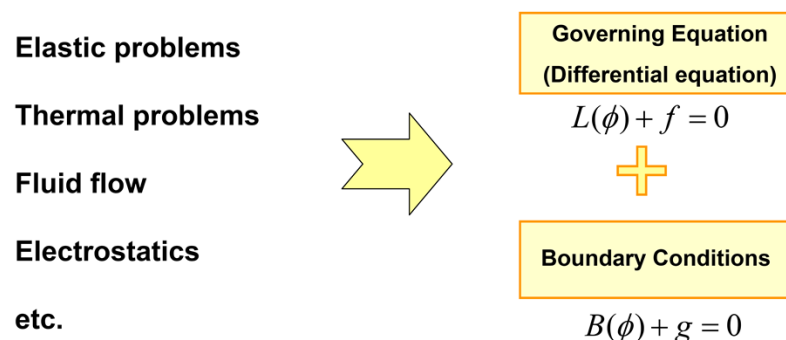 Elastic problems
Thermal problems
Fluid flow
Electrostatics
etc.
Governing Equation
(Differential equation)
L(ϕ) + f = 0
Boundary Conditions
B(ϕ) + g = 0